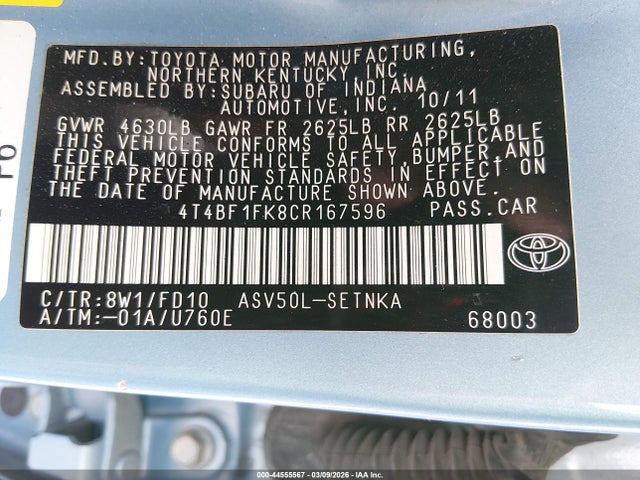 MFD. BY: TOYOTA MOTOR MANUFACTURING,
NORTHERN KENTUCKY, INC.
ASSEMBLED BY: SUBARU OF INDIANA
AUTOMOTIVE, INC. 10/11
GVWR 4630LB GAWR FR 2625LB RR 2625LB
THIS VEHICLE CONFORMS TO ALL APPLICABLE
FEDERAL MOTOR VEHICLE SAFETY, BUMPER, AND
THEFT PREVENTION STANDARDS IN EFFECT ON
THE DATE OF MANUFACTURE SHOWN ABOVE.
4T4BF1FK8CR167596 PASS. CAR
C/TR: 8W1/FD10 ASV50L-SETNKA
A/TM: -01A/U760E 68003
000-44555567 | 03/09/2026 | IAA Inc.